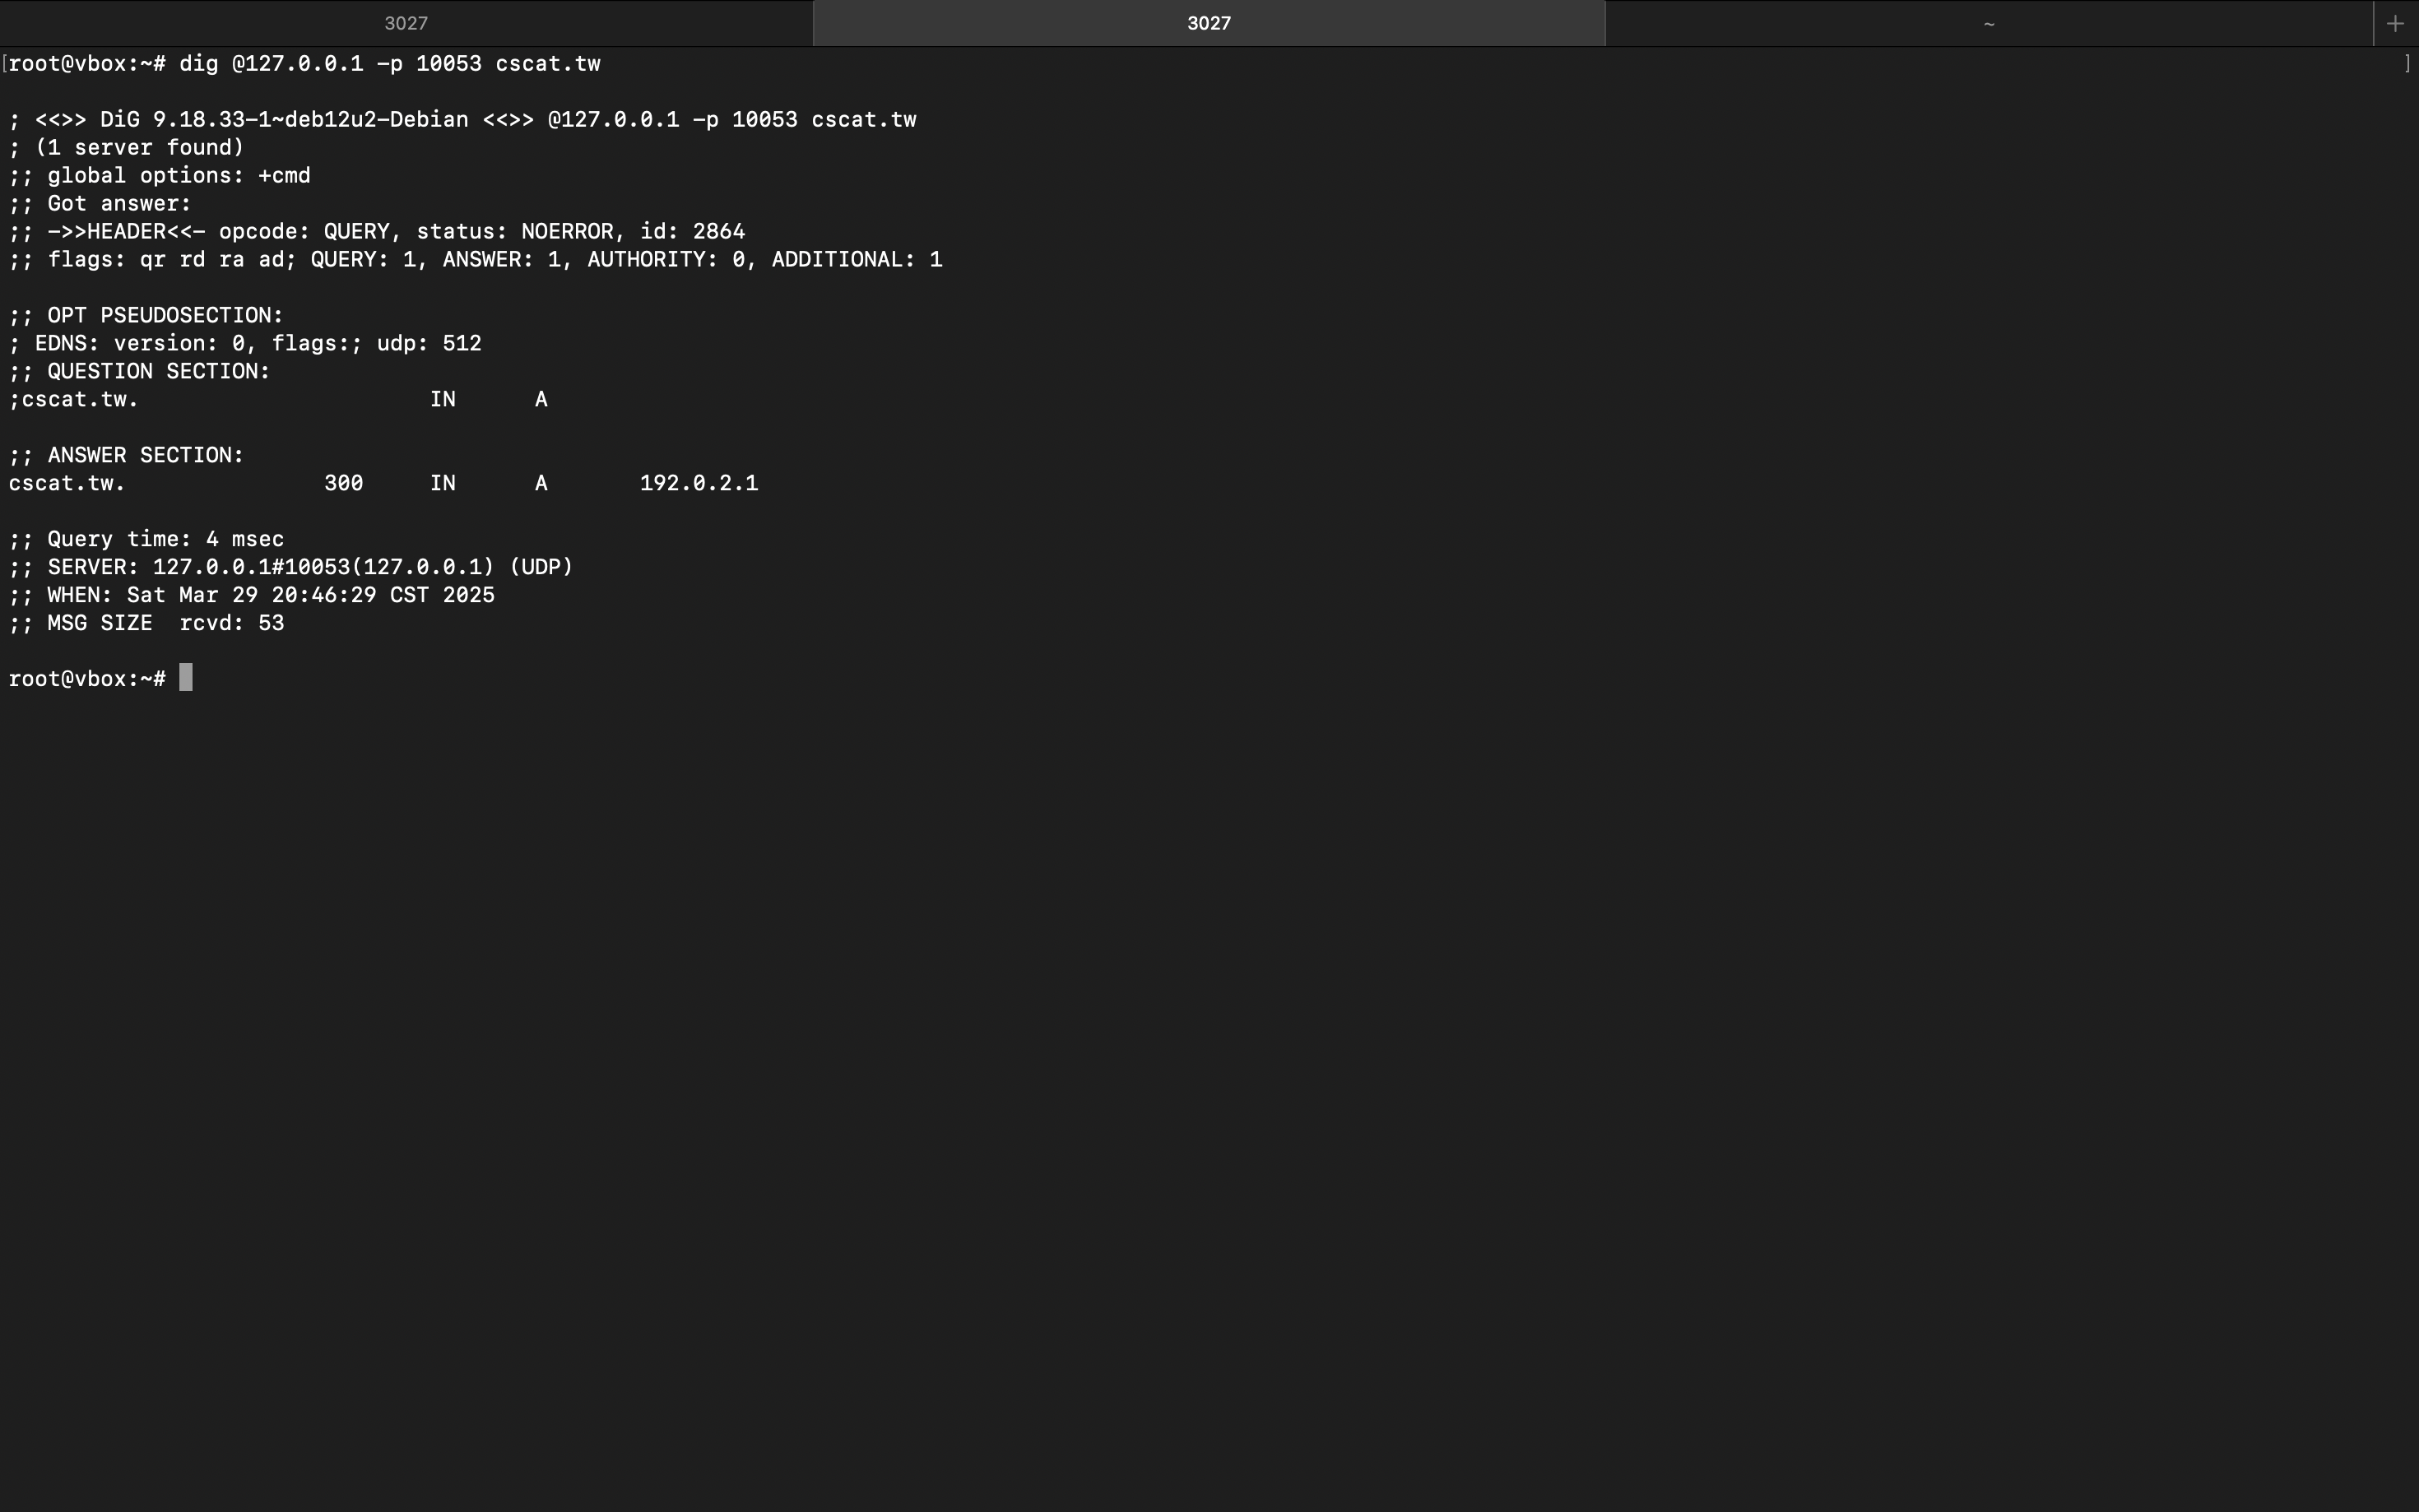 3027 3027 ~ +
[root@vbox:~# dig @127.0.0.1 -p 10053 cscat.tw ]
; <<>> DiG 9.18.33-1~deb12u2-Debian <<>> @127.0.0.1 -p 10053 cscat.tw
; (1 server found)
;; global options: +cmd
;; Got answer:
;; ->>HEADER<<- opcode: QUERY, status: NOERROR, id: 2864
;; flags: qr rd ra ad; QUERY: 1, ANSWER: 1, AUTHORITY: 0, ADDITIONAL: 1
;; OPT PSEUDOSECTION:
; EDNS: version: 0, flags:; udp: 512
;; QUESTION SECTION:
;cscat.tw. IN A
;; ANSWER SECTION:
cscat.tw. 300 IN A 192.0.2.1
;; Query time: 4 msec
;; SERVER: 127.0.0.1#10053(127.0.0.1) (UDP)
;; WHEN: Sat Mar 29 20:46:29 CST 2025
;; MSG SIZE  rcvd: 53
root@vbox:~#